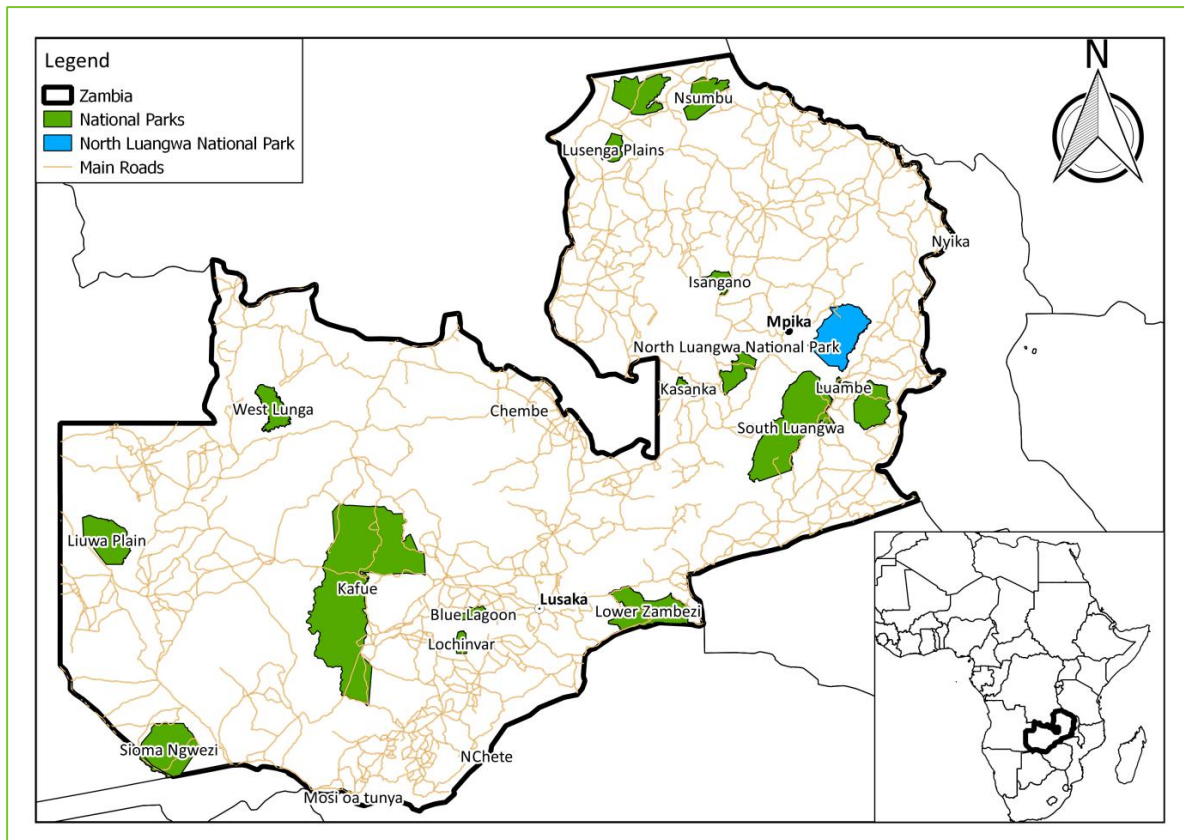 Legend
Zambia
National Parks
North Luangwa National Park
Main Roads
N
Nsumbu
Lusenga Plains
Nyika
Isangano
Mpika
North Luangwa National Park
Kasanka
Luambe
West Lunga
Chembe
South Luangwa
Liuwa Plain
Kafue
Lusaka
Blue Lagoon
Lower Zambezi
Lochinvar
Sioma Ngwezi
NChete
Mosi oa tunya